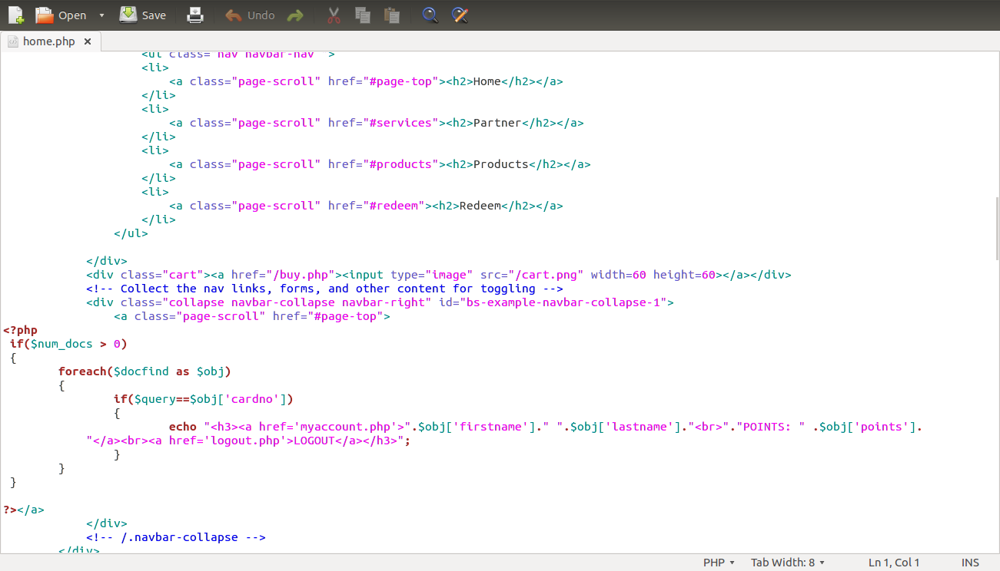 Open Save Undo
home.php ×
<ul class="nav navbar-nav ">
<li>
<a class="page-scroll" href="#page-top"><h2>Home</h2></a>
</li>
<li>
<a class="page-scroll" href="#services"><h2>Partner</h2></a>
</li>
<li>
<a class="page-scroll" href="#products"><h2>Products</h2></a>
</li>
<li>
<a class="page-scroll" href="#redeem"><h2>Redeem</h2></a>
</li>
</ul>
</div>
<div class="cart"><a href="/buy.php"><input type="image" src="/cart.png" width=60 height=60></a></div>
<!-- Collect the nav links, forms, and other content for toggling -->
<div class="collapse navbar-collapse navbar-right" id="bs-example-navbar-collapse-1">
<a class="page-scroll" href="#page-top">
<?php
if($num_docs > 0)
{
foreach($docfind as $obj)
{
if($query==$obj['cardno'])
{
echo "<h3><a href='myaccount.php'>".$obj['firstname']." ".$obj['lastname']."<br>"."POINTS: " .$obj['points'].
"</a><br><a href='logout.php'>LOGOUT</a></h3>";
}
}
}
?></a>
</div>
<!-- /.navbar-collapse -->
</div>
PHP Tab Width: 8 Ln 1, Col 1 INS